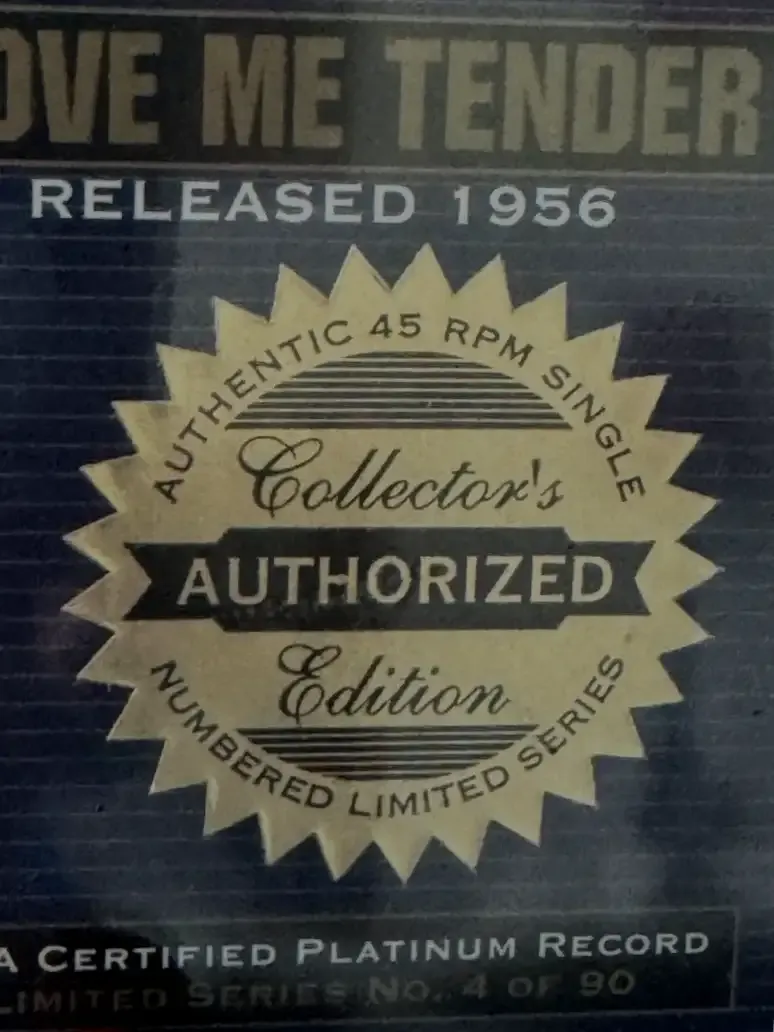 OVE ME TENDER
RELEASED 1956
AUTHENTIC 45 RPM SINGLE
Collector's
AUTHORIZED
Edition
NUMBERED LIMITED SERIES
A CERTIFIED PLATINUM RECORD
LIMITED SERIES No. 4 OF 90